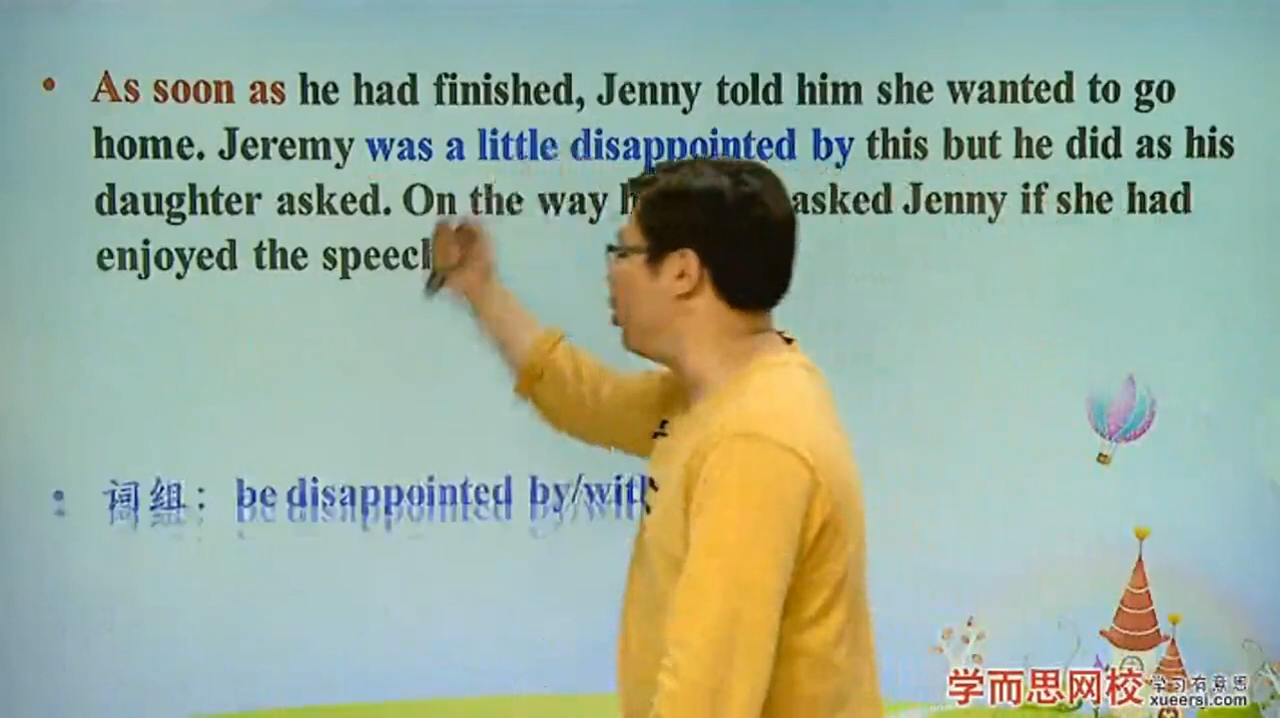 • As soon as he had finished, Jenny told him she wanted to go
home. Jeremy was a little disappointed by this but he did as his
daughter asked. On the way asked Jenny if she had
enjoyed the speech
• 词组： be disappointed by/with
学而思网校 学习有意思
xueersi.com